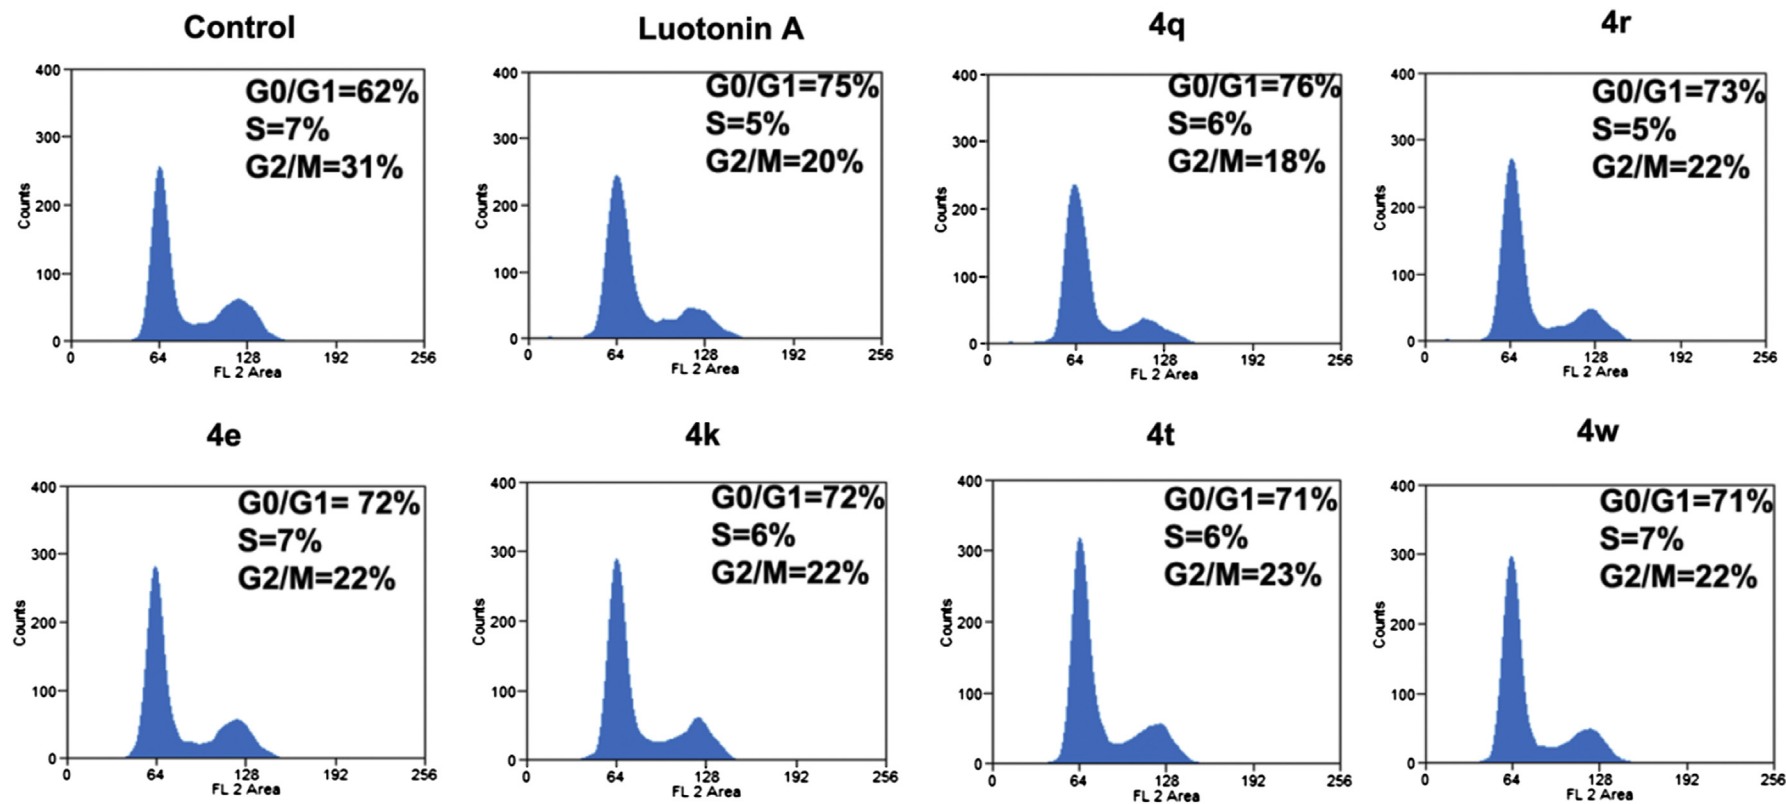 Control
G0/G1=62%
S=7%
G2/M=31%
400
300
200
100
0
Counts
0 64 128 192 256
FL 2 Area
Luotonin A
G0/G1=75%
S=5%
G2/M=20%
400
300
200
100
0
Counts
0 64 128 192 256
FL 2 Area
4q
G0/G1=76%
S=6%
G2/M=18%
400
300
200
100
0
Counts
0 64 128 192 256
FL 2 Area
4r
G0/G1=73%
S=5%
G2/M=22%
400
300
200
100
0
Counts
0 64 128 192 256
FL 2 Area
4e
G0/G1= 72%
S=7%
G2/M=22%
400
300
200
100
0
Counts
0 64 128 192 256
FL 2 Area
4k
G0/G1=72%
S=6%
G2/M=22%
400
300
200
100
0
Counts
0 64 128 192 256
FL 2 Area
4t
G0/G1=71%
S=6%
G2/M=23%
400
300
200
100
0
Counts
0 64 128 192 256
FL 2 Area
4w
G0/G1=71%
S=7%
G2/M=22%
400
300
200
100
0
Counts
0 64 128 192 256
FL 2 Area